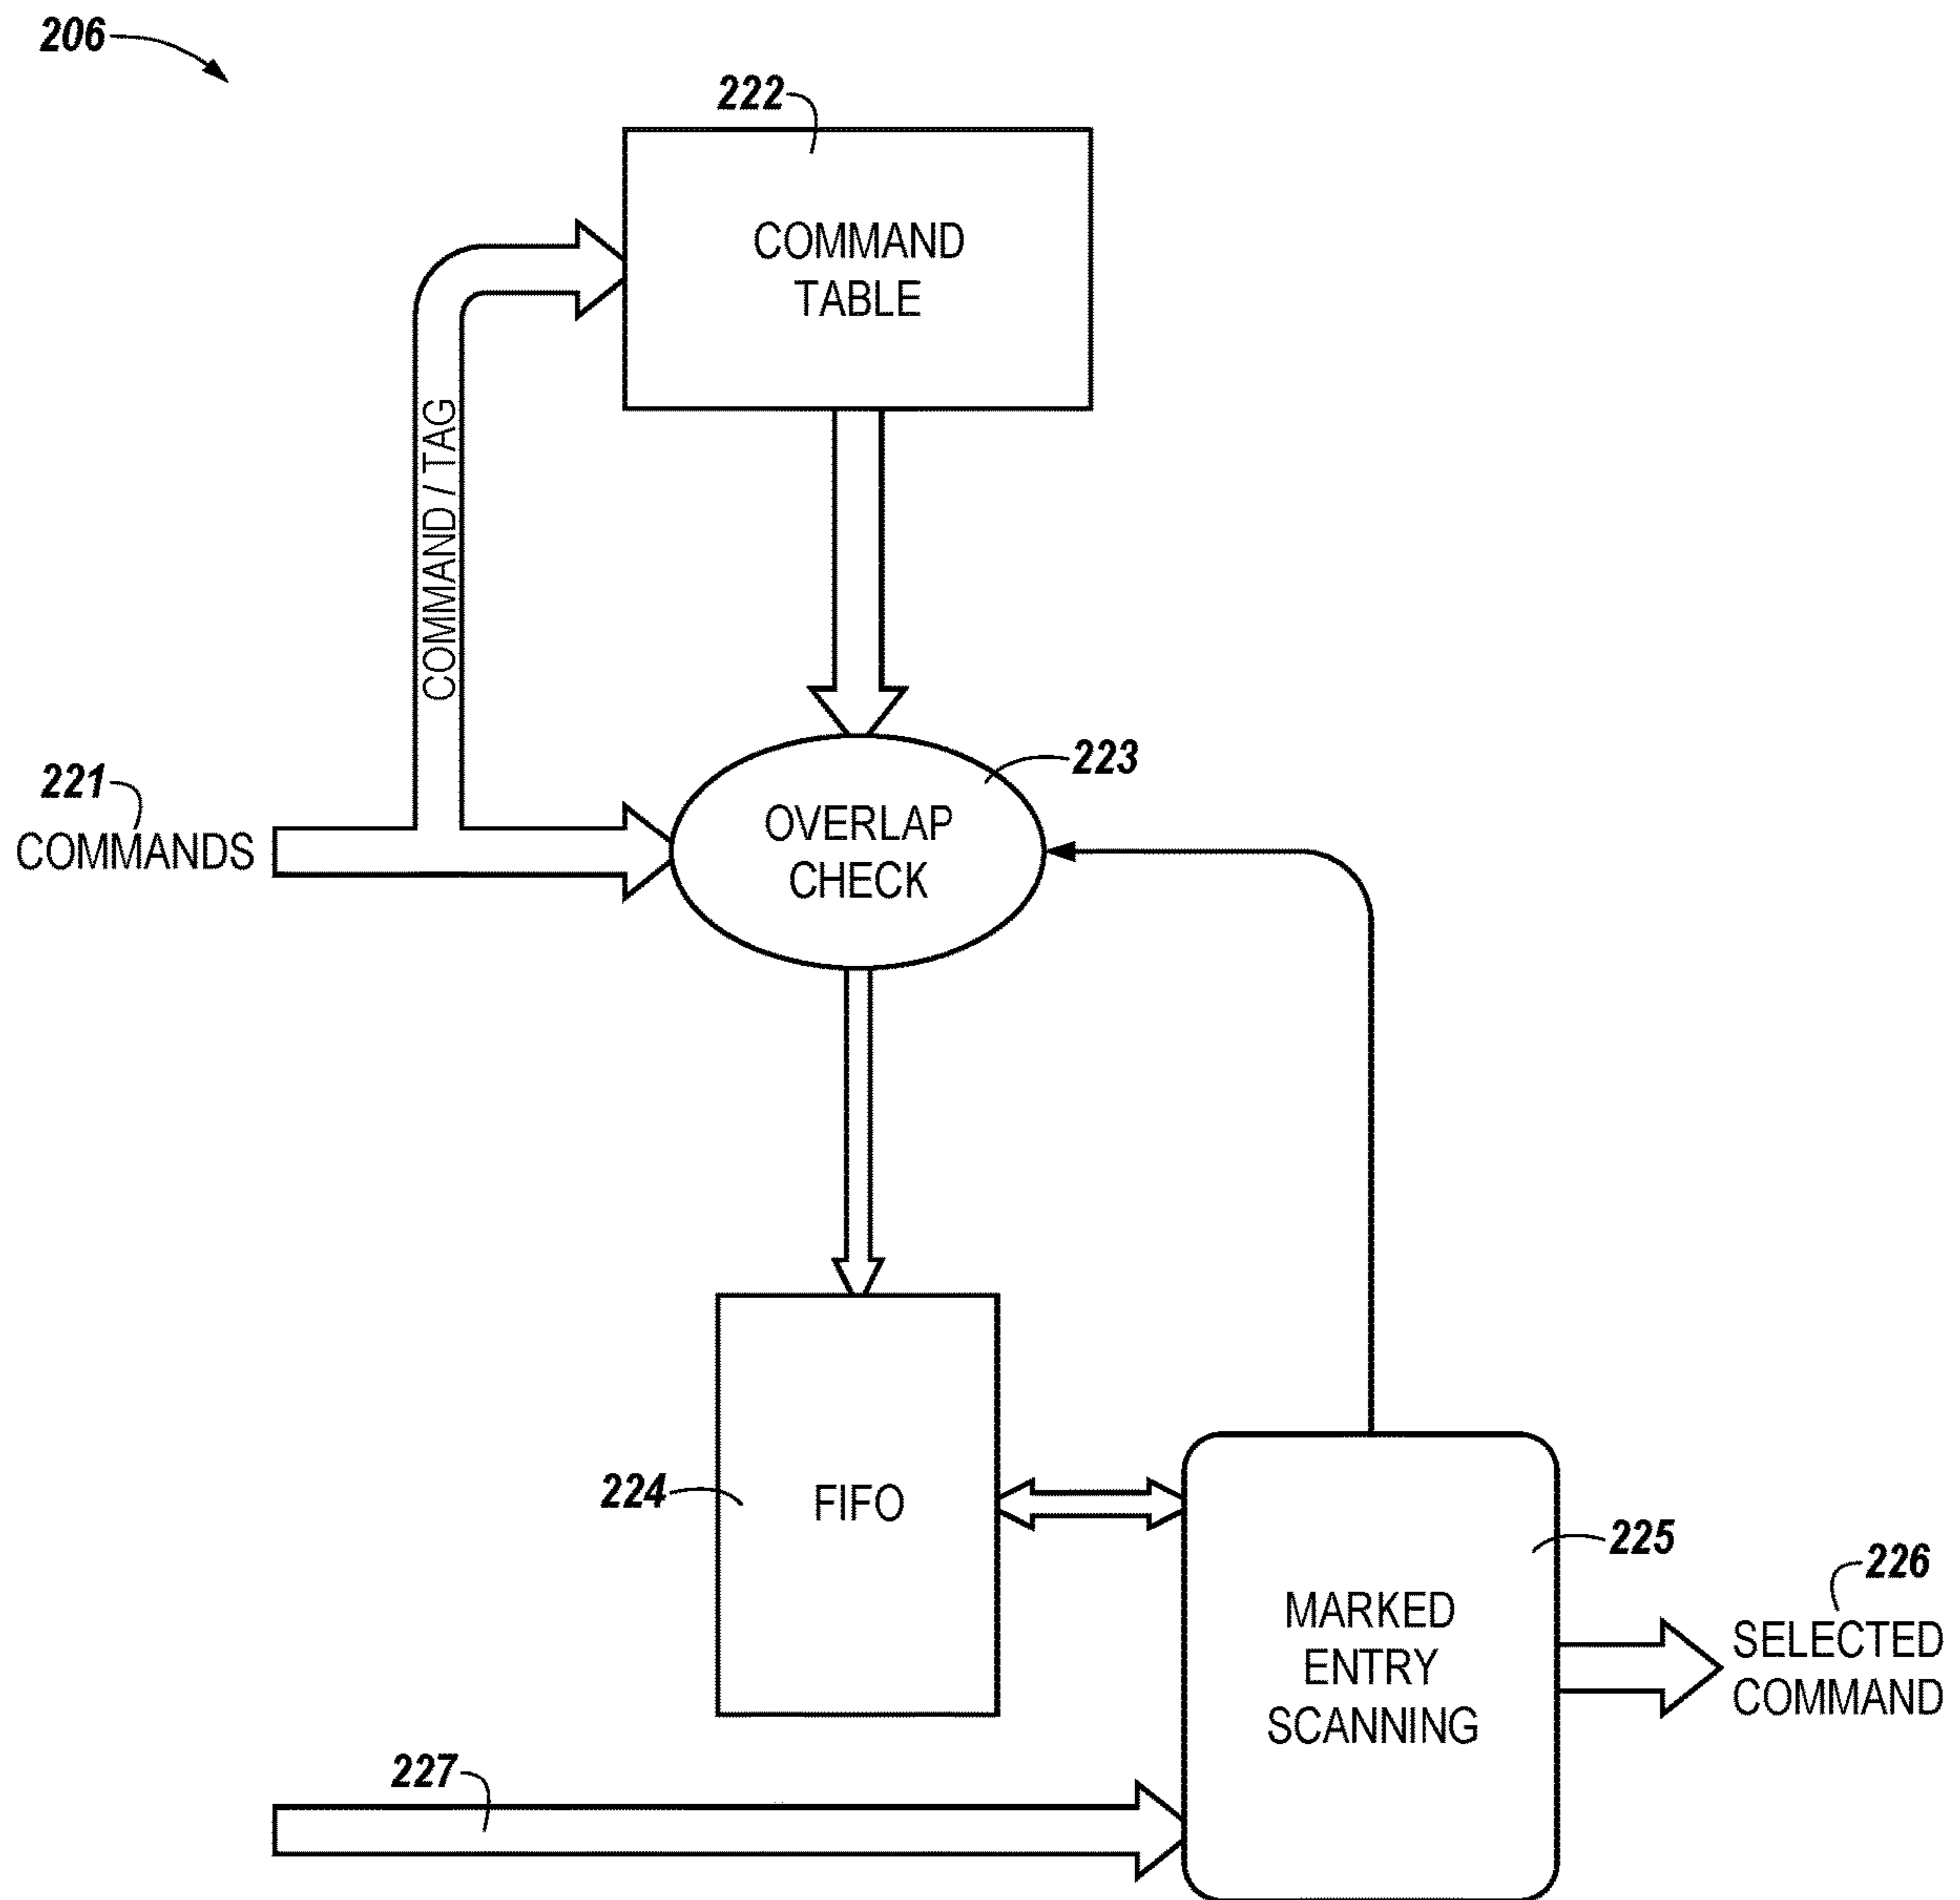 206
222
COMMAND
TABLE
COMMAND / TAG
221
COMMANDS
223
OVERLAP
CHECK
224
FIFO
225
MARKED
ENTRY
SCANNING
226
SELECTED
COMMAND
227